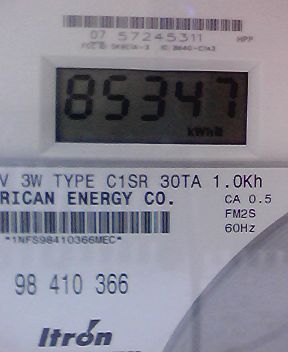 07 57245311
85347
kWh
V 3W TYPE C1SR 30TA 1.0Kh
RICAN ENERGY CO.
CA 0.5
FM2S
60Hz
*1NFS98410366MEC*
98 410 366
Itrón